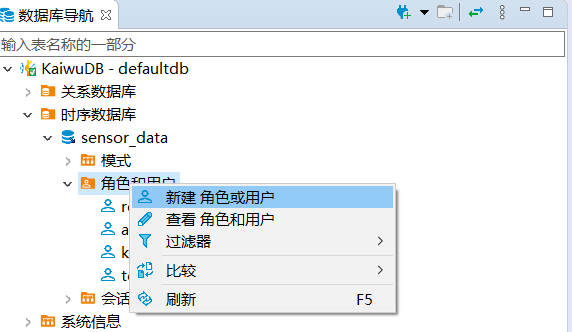 数据库导航
输入表名称的一部分
KaiwuDB - defaultdb
关系数据库
时序数据库
sensor_data
模式
角色和用户
新建 角色或用户
查看 角色和用户
过滤器
比较
刷新 F5
会话
系统信息